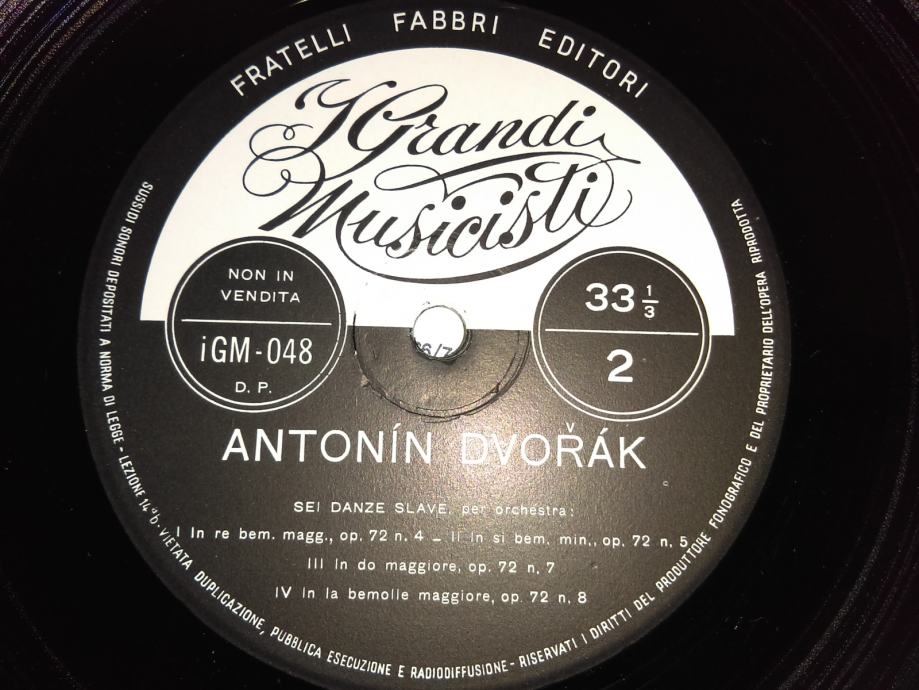 FRATELLI FABBRI EDITORI
I Grandi
Musicisti
NON IN
VENDITA
iGM-048
D. P.
33 1/3
2
ANTONÍN DVOŘÁK
SEI DANZE SLAVE, per orchestra:
I In re bem. magg., op. 72 n. 4 _ II In si bem. min., op. 72 n. 5
III In do maggiore, op. 72 n. 7
IV In la bemolle maggiore, op. 72 n. 8
SUSSIDI SONORI DEPOSITATI A NORMA DI LEGGE - LEZIONE 14ª b - VIETATA DUPLICAZIONE, PUBBLICA ESECUZIONE E RADIODIFFUSIONE - RISERVATI I DIRITTI DEL PRODUTTORE FONOGRAFICO E DEL PROPRIETARIO DELL'OPERA RIPRODOTTA